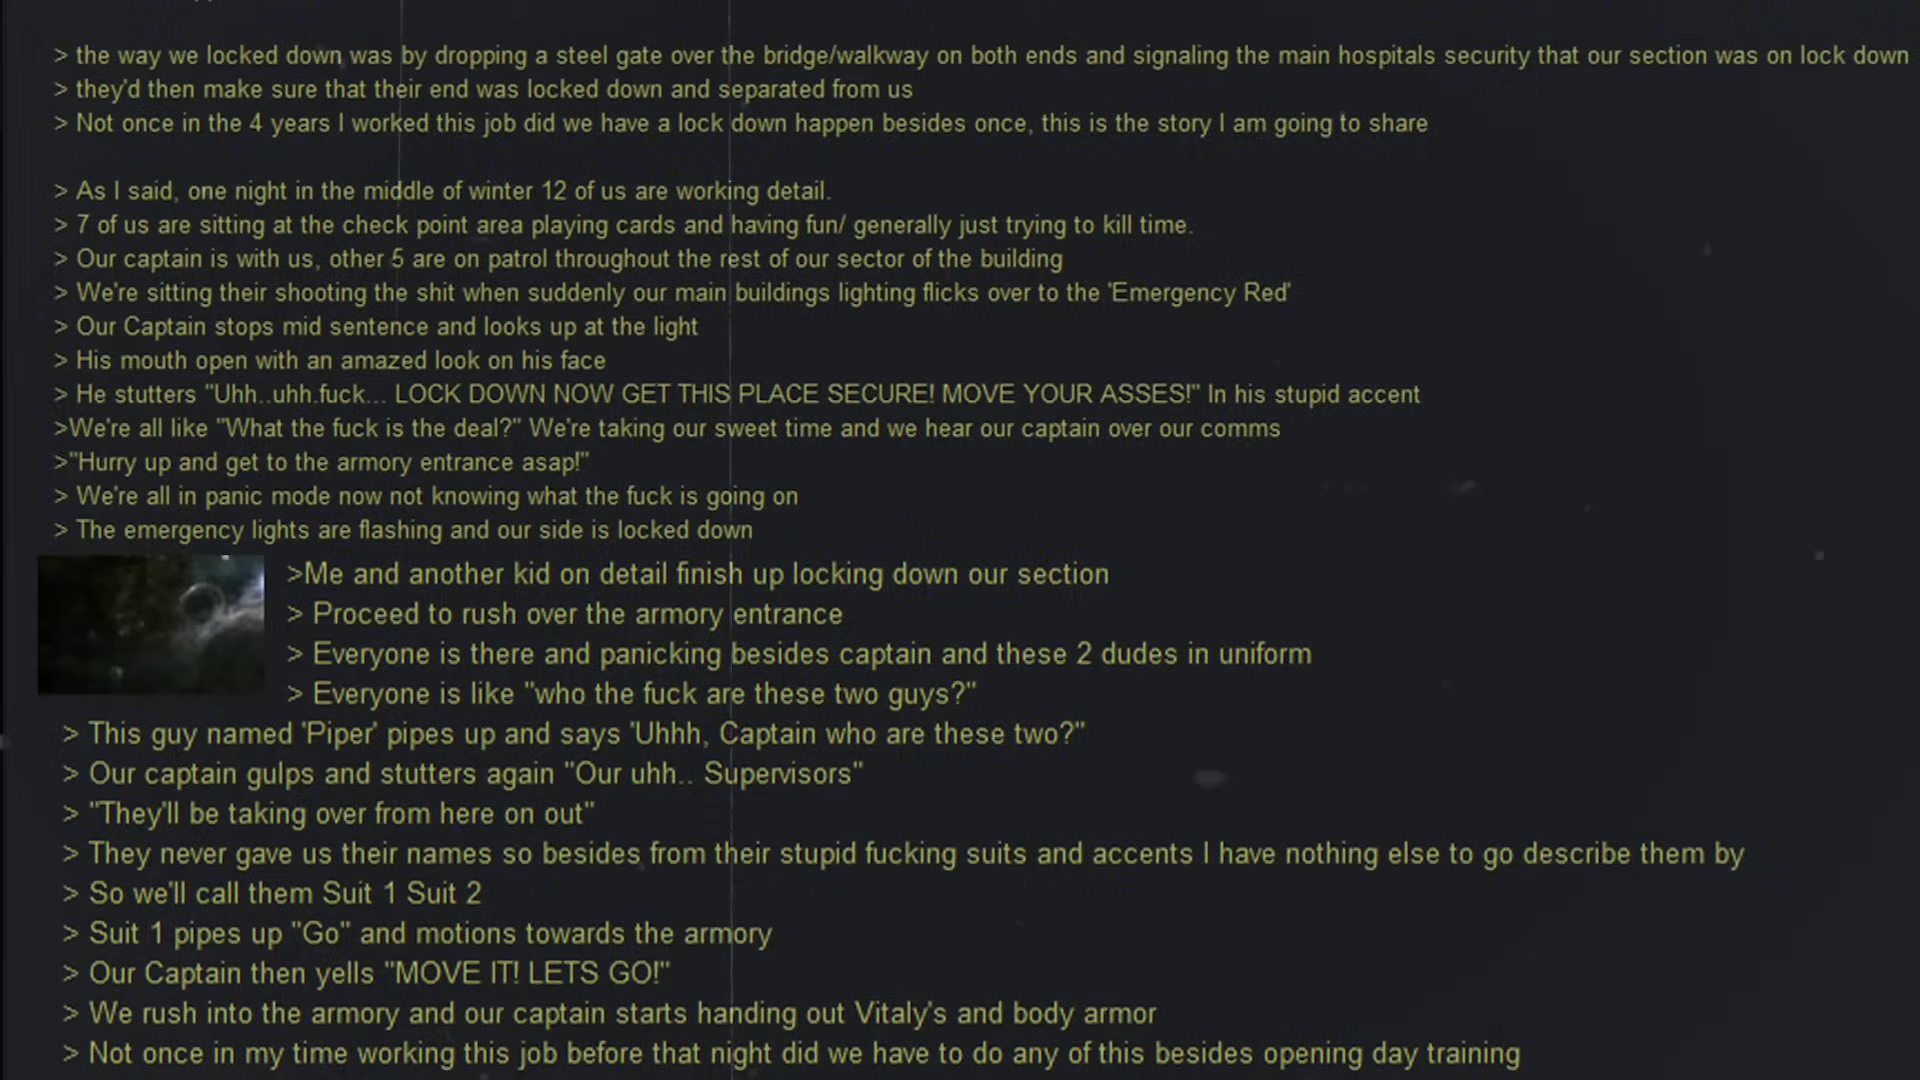 > the way we locked down was by dropping a steel gate over the bridge/walkway on both ends and signaling the main hospitals security that our section was on lock down
> they'd then make sure that their end was locked down and separated from us
> Not once in the 4 years I worked this job did we have a lock down happen besides once, this is the story I am going to share
> As I said, one night in the middle of winter 12 of us are working detail.
> 7 of us are sitting at the check point area playing cards and having fun/ generally just trying to kill time.
> Our captain is with us, other 5 are on patrol throughout the rest of our sector of the building
> We're sitting their shooting the shit when suddenly our main buildings lighting flicks over to the 'Emergency Red'
> Our Captain stops mid sentence and looks up at the light
> His mouth open with an amazed look on his face
> He stutters "Uhh..uhh.fuck... LOCK DOWN NOW GET THIS PLACE SECURE! MOVE YOUR ASSES!" In his stupid accent
>We're all like "What the fuck is the deal?" We're taking our sweet time and we hear our captain over our comms
>"Hurry up and get to the armory entrance asap!"
> We're all in panic mode now not knowing what the fuck is going on
> The emergency lights are flashing and our side is locked down
>Me and another kid on detail finish up locking down our section
> Proceed to rush over the armory entrance
> Everyone is there and panicking besides captain and these 2 dudes in uniform
> Everyone is like "who the fuck are these two guys?"
> This guy named 'Piper' pipes up and says 'Uhhh, Captain who are these two?"
> Our captain gulps and stutters again "Our uhh.. Supervisors"
> "They'll be taking over from here on out"
> They never gave us their names so besides from their stupid fucking suits and accents I have nothing else to go describe them by
> So we'll call them Suit 1 Suit 2
> Suit 1 pipes up "Go" and motions towards the armory
> Our Captain then yells "MOVE IT! LETS GO!"
> We rush into the armory and our captain starts handing out Vitaly's and body armor
> Not once in my time working this job before that night did we have to do any of this besides opening day training